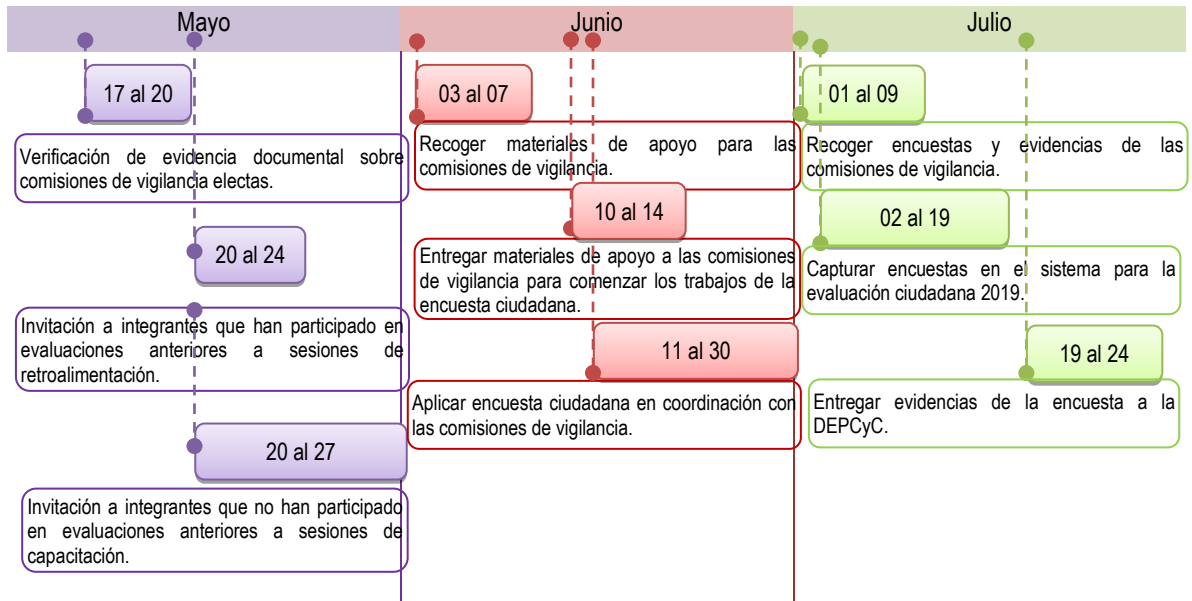 Mayo
17 al 20
Verificación de evidencia documental sobre
comisiones de vigilancia electas.
20 al 24
Invitación a integrantes que han participado en
evaluaciones anteriores a sesiones de
retroalimentación.
20 al 27
Invitación a integrantes que no han participado
en evaluaciones anteriores a sesiones de
capacitación.
Junio
03 al 07
Recoger materiales de apoyo para las
comisiones de vigilancia.
10 al 14
Entregar materiales de apoyo a las comisiones
de vigilancia para comenzar los trabajos de la
encuesta ciudadana.
11 al 30
Aplicar encuesta ciudadana en coordinación con
las comisiones de vigilancia.
Julio
01 al 09
Recoger encuestas y evidencias de las
comisiones de vigilancia.
02 al 19
Capturar encuestas en el sistema para la
evaluación ciudadana 2019.
19 al 24
Entregar evidencias de la encuesta a la
DEPCyC.